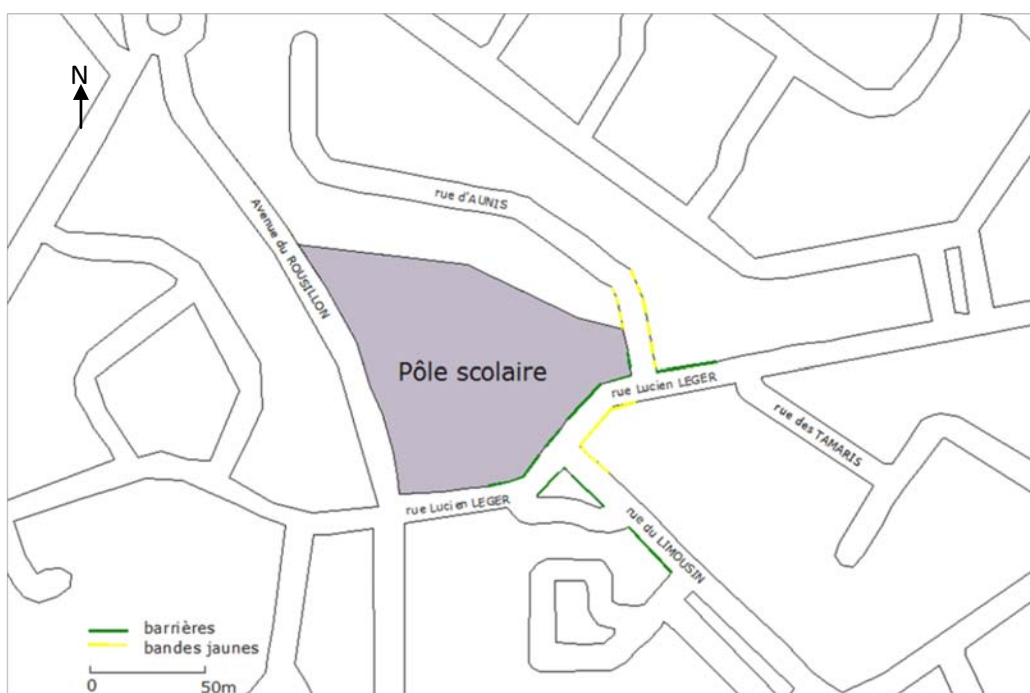 N
rue d'AUNIS
Avenue du ROUSILLON
Pôle scolaire
rue Lucien LEGER
rue des TAMARIS
rue Lucien LEGER
rue du LIMOUSIN
barrières
bandes jaunes
0 50m